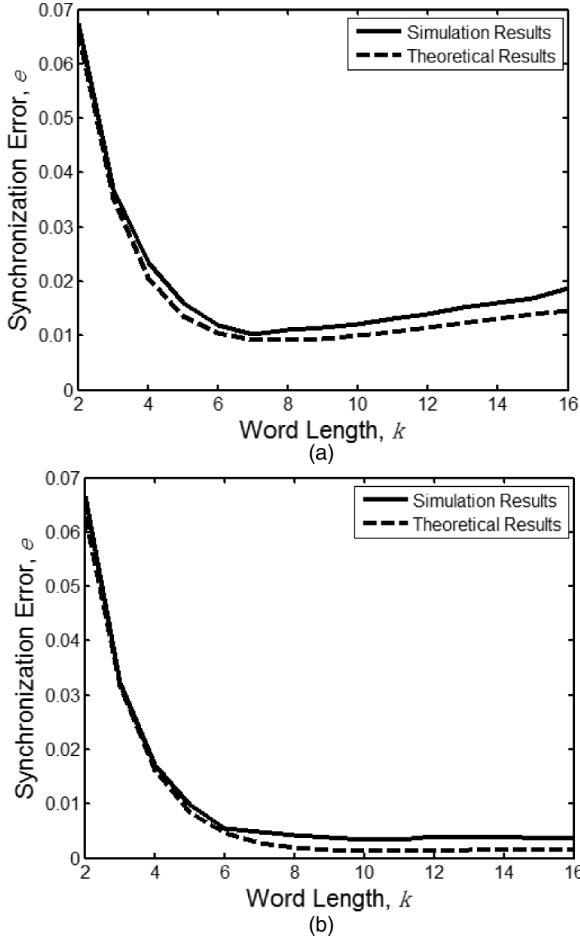 0.07
0.06
0.05
0.04
0.03
0.02
0.01
0
Synchronization Error, e
Simulation Results
Theoretical Results
2 4 6 8 10 12 14 16
Word Length, k
(a)
0.07
0.06
0.05
0.04
0.03
0.02
0.01
0
Synchronization Error, e
Simulation Results
Theoretical Results
2 4 6 8 10 12 14 16
Word Length, k
(b)